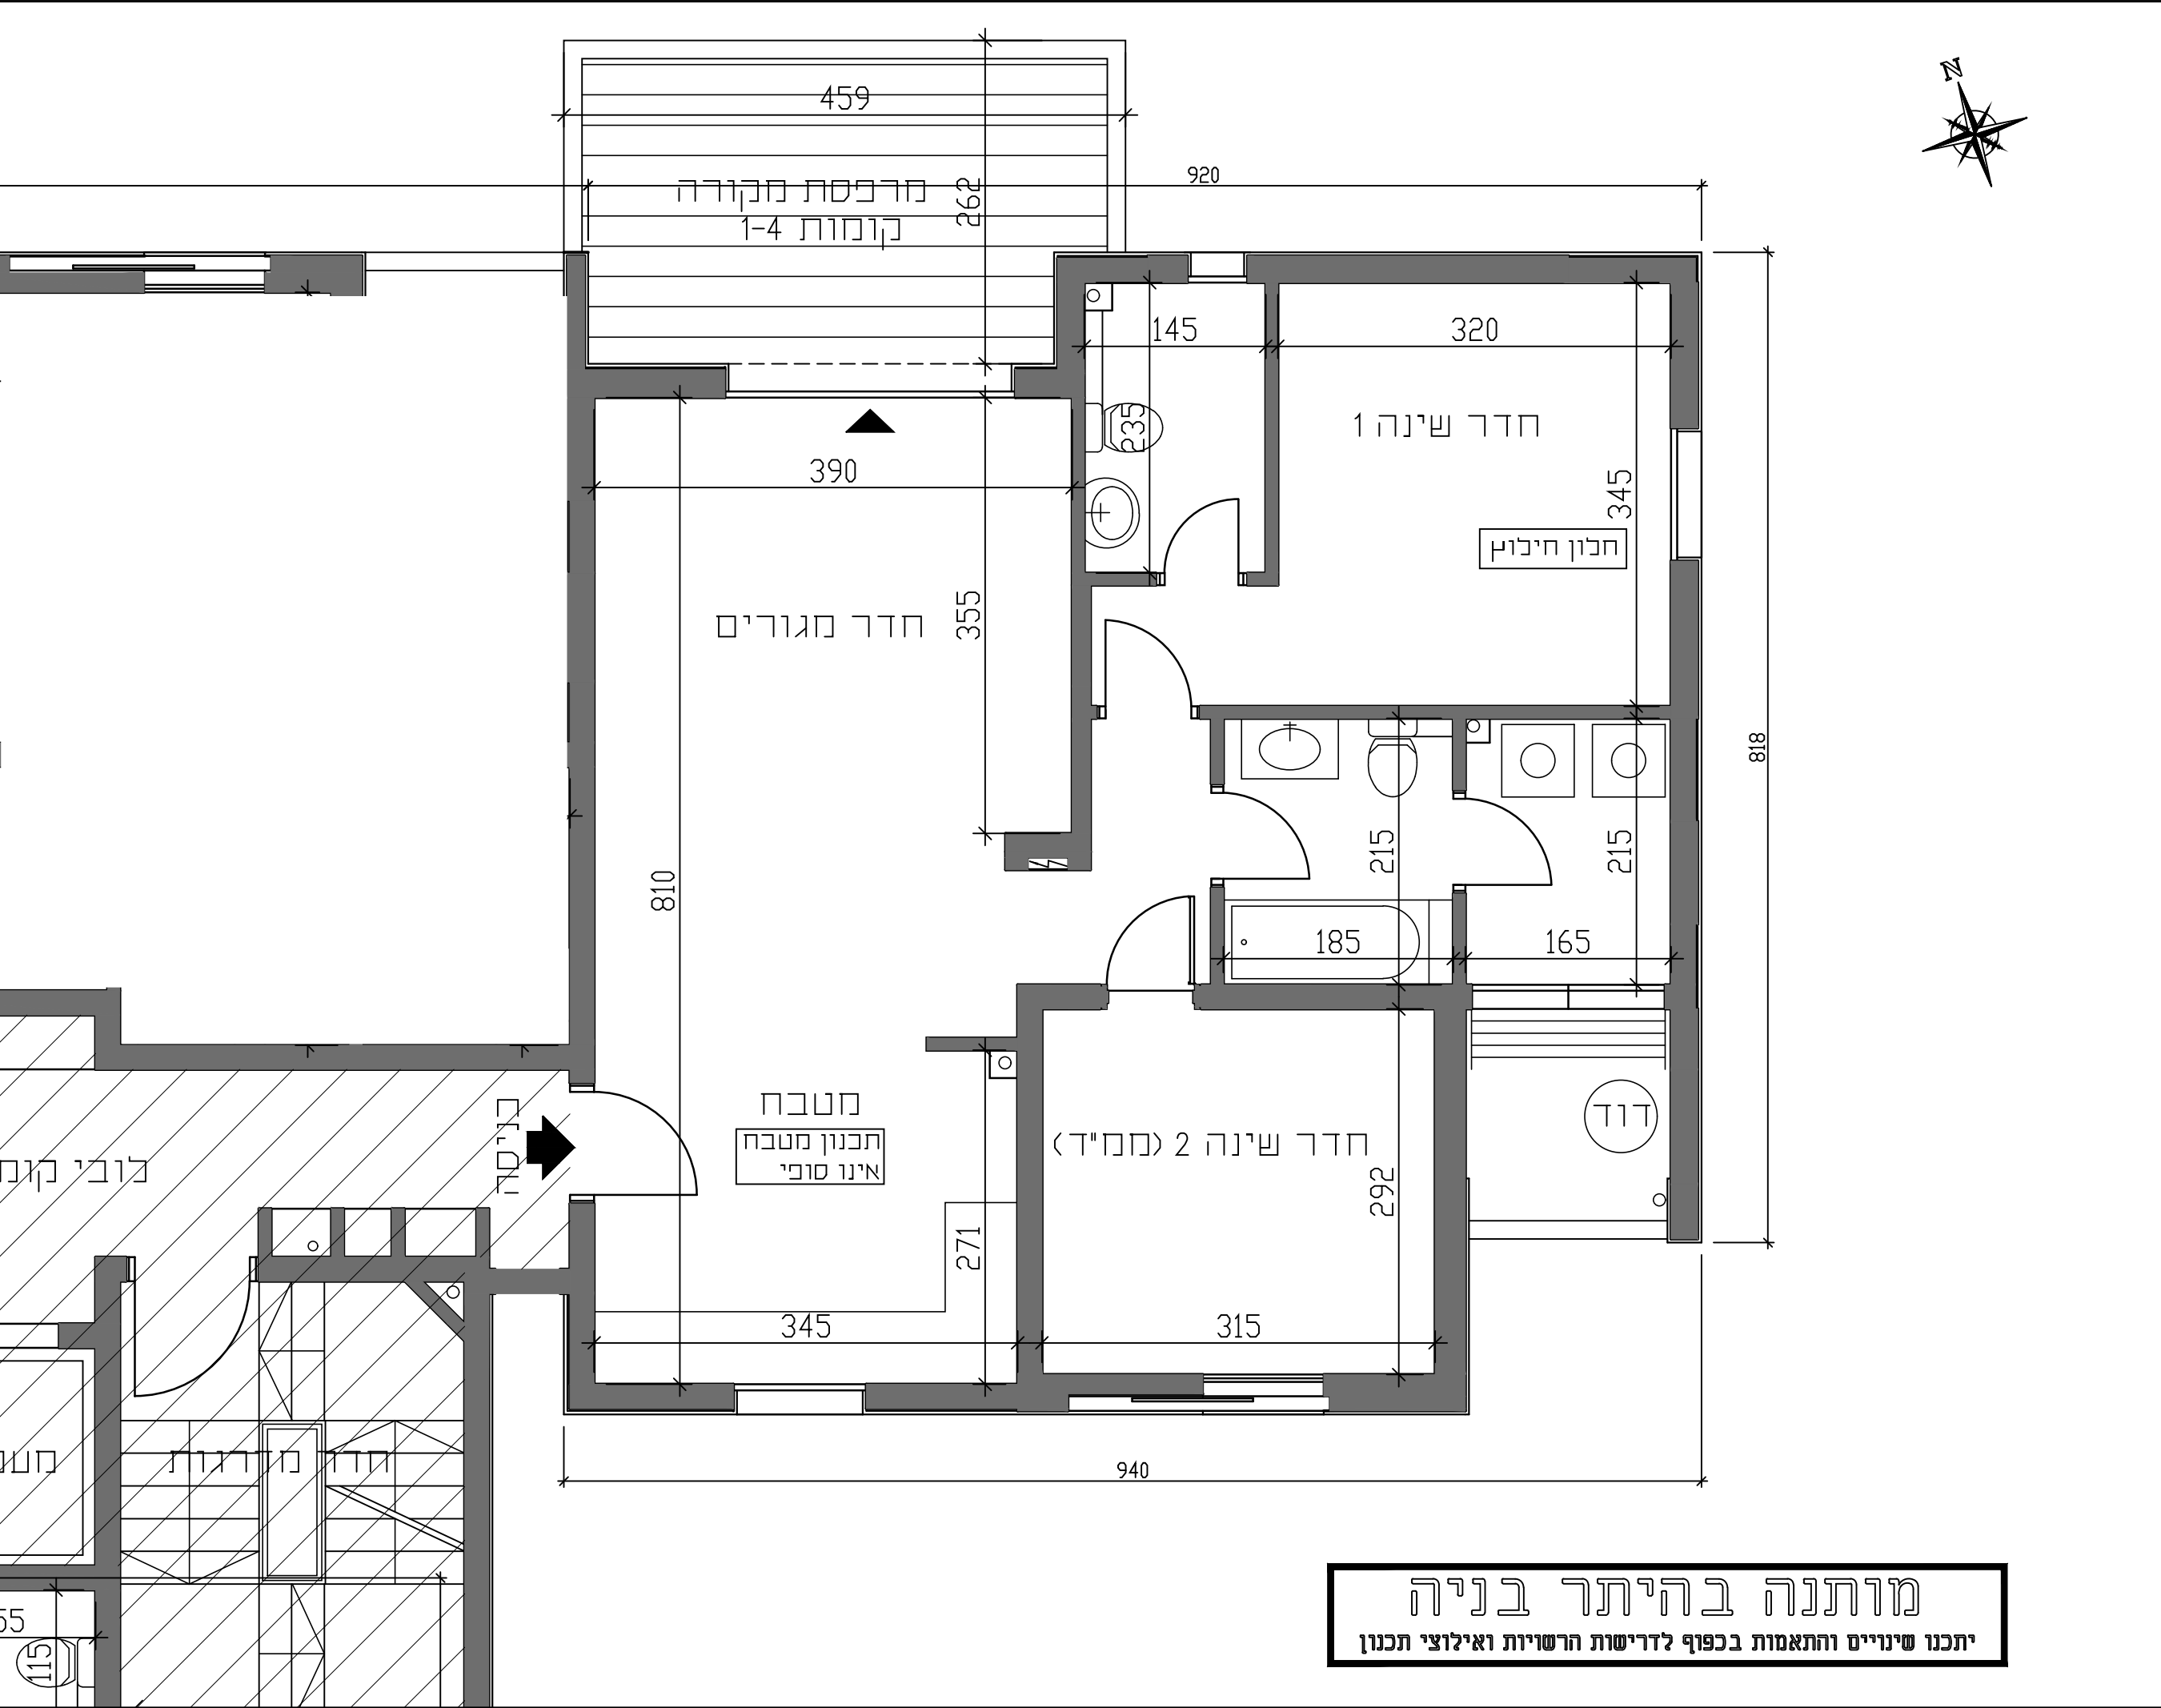 N
459
920
מרפסת מקורה
קומות 1-4
262
145
320
235
חדר שינה 1
390
345
חלון חילוץ
355
חדר מגורים
818
810
215
215
185
165
כניסה
מטבח
תכנון מטבח
אינו סופי
חדר שינה 2 (ממ"ד)
דוד
292
271
לובי
345
315
חדר מדרגות
940
115
מותנה בהיתר בניה
יתכנו שינויים והתאמות בכפוף לדרישות הרשויות ואילוצי תכנון